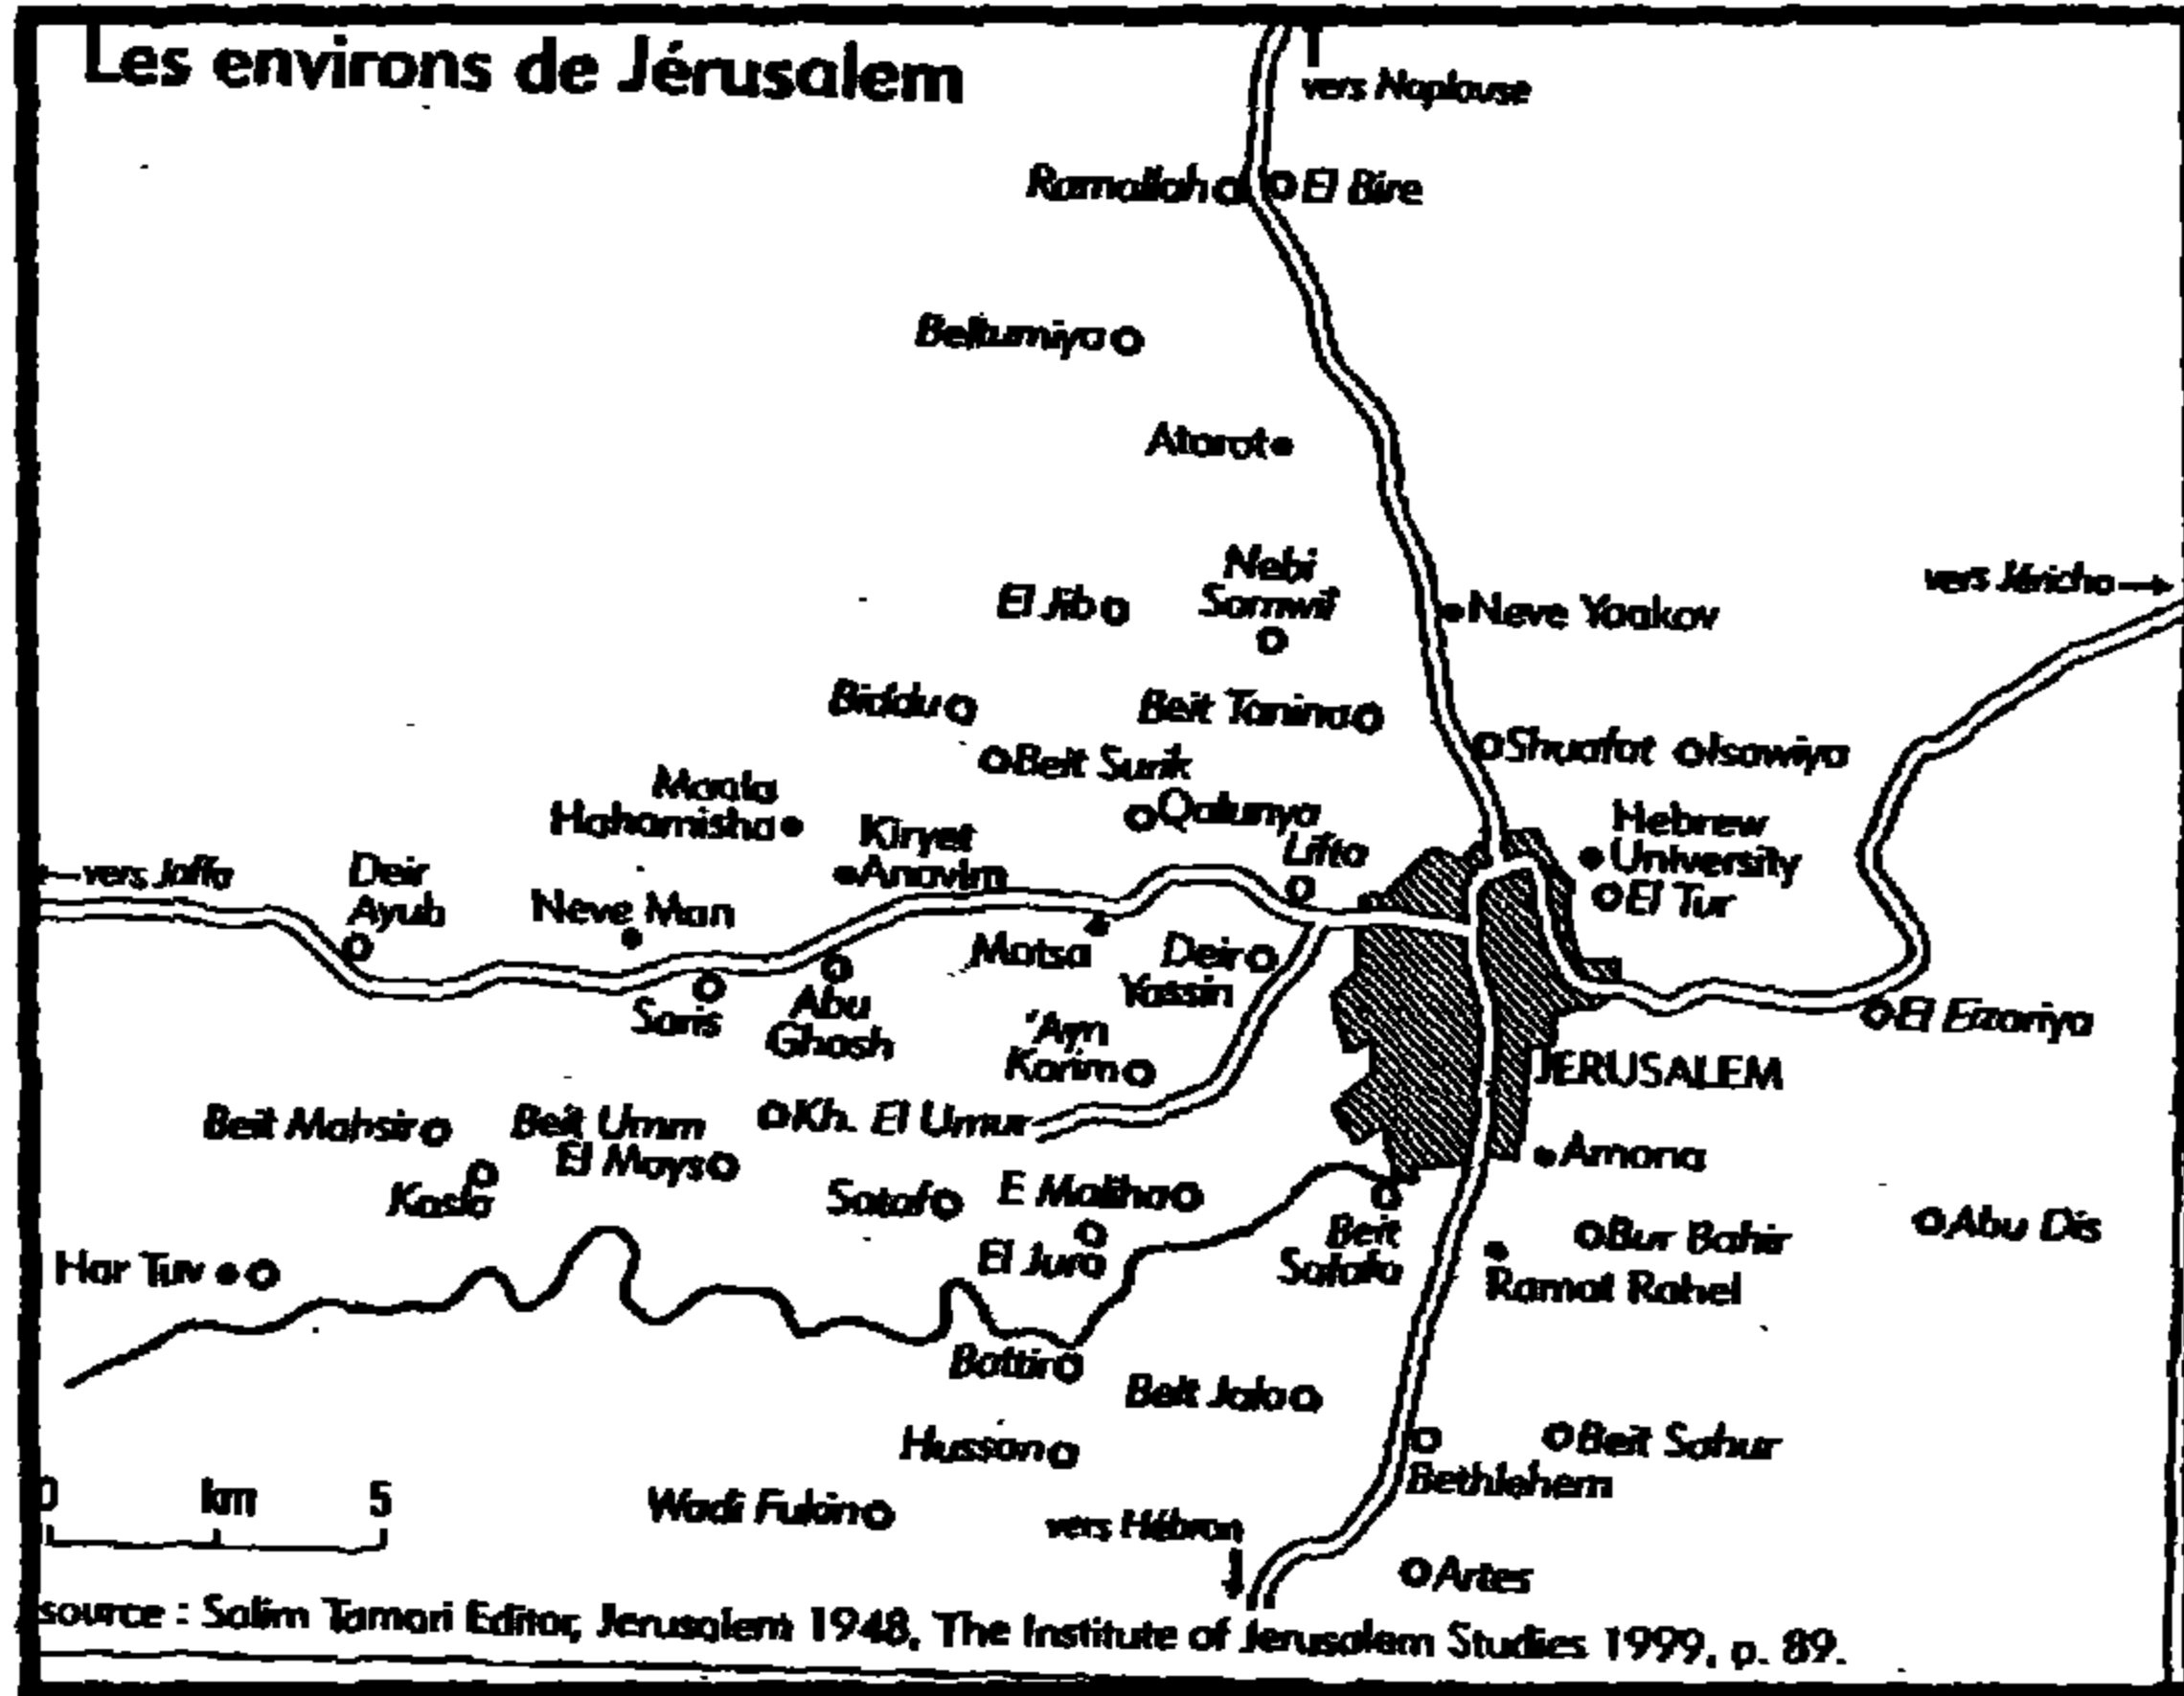 Les environs de Jérusalem
vers Naplouse
Ramallah
El Bire
Beitumiya
Atarot
Nebi
Samwil
El Jib
Neve Yaakov
vers Jéricho
Biddu
Beit Tanina
Beit Surik
Shuafat
Isawiya
Maala
Hahamisha
Qalunya
Kiryet
Anavim
Lifta
Hebrew
University
El Tur
vers Jaffa
Deir
Ayub
Neve Man
Matsa
Deir
Yassin
Saris
Abu
Ghosh
'Ayn
Karim
El Eizariya
JERUSALEM
Beit Mahsir
Beit Umm
El Mays
Kh. El Umur
Amona
Kasla
Sataf
E Maliha
El Jura
Beit
Safafa
Bur Bahir
Abu Dis
Har Tuv
Ramat Rahel
Battir
Beit Jala
Hussan
Beit Sahur
Bethlehem
0 km 5
Wadi Fukin
vers Hébron
Artes
source : Salim Tamari Editor, Jerusalem 1948, The Institute of Jerusalem Studies 1999, p. 89.